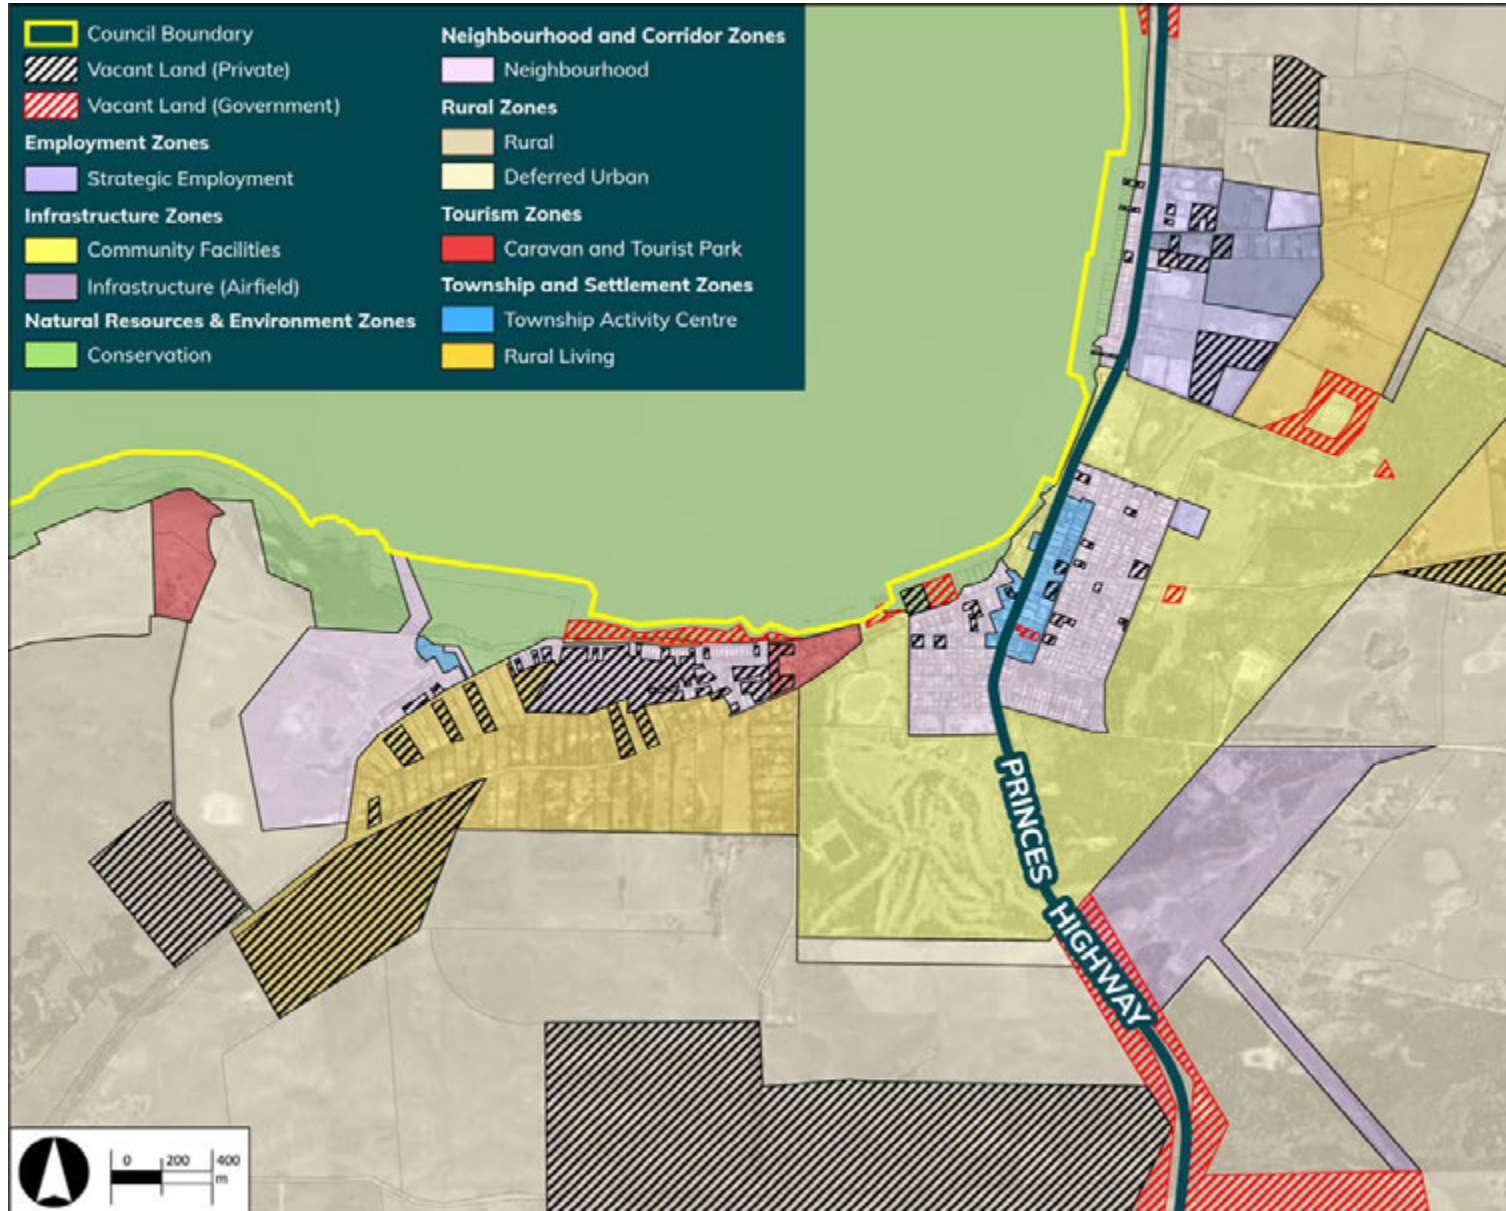 Council Boundary
Vacant Land (Private)
Vacant Land (Government)
Employment Zones
Strategic Employment
Infrastructure Zones
Community Facilities
Infrastructure (Airfield)
Natural Resources & Environment Zones
Conservation
Neighbourhood and Corridor Zones
Neighbourhood
Rural Zones
Rural
Deferred Urban
Tourism Zones
Caravan and Tourist Park
Township and Settlement Zones
Township Activity Centre
Rural Living
PRINCES HIGHWAY
0 200 400
m